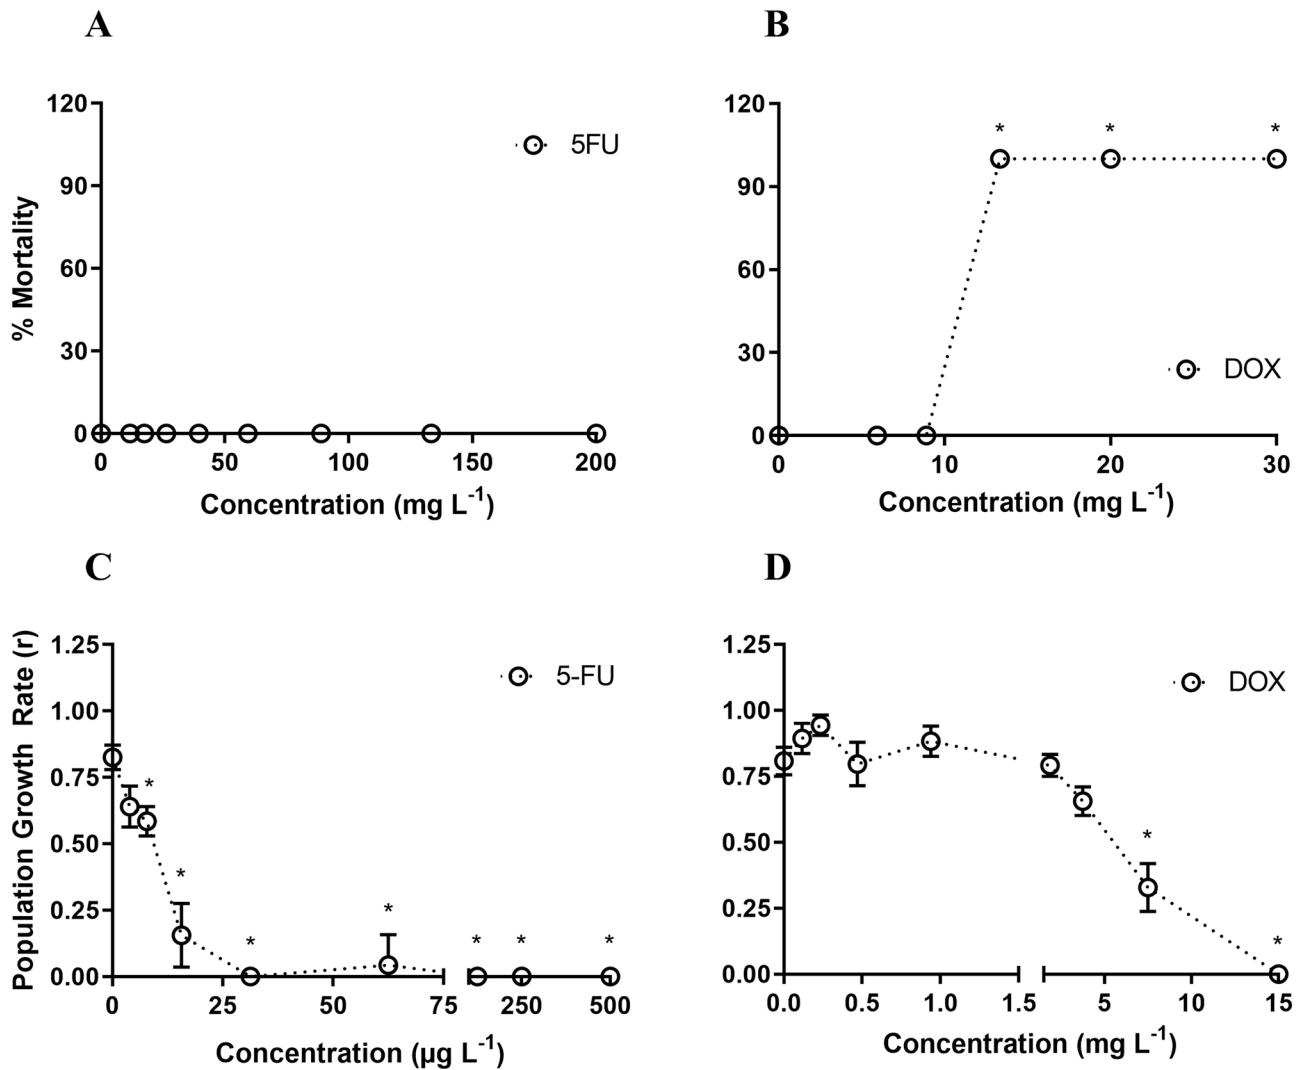 A
120
90
60
30
0
% Mortality
5FU
0 50 100 150 200
Concentration (mg L-1)
B
120
90
60
30
0
* * *
DOX
0 10 20 30
Concentration (mg L-1)
C
1.25
1.00
0.75
0.50
0.25
0.00
Population Growth Rate (r)
5-FU
* * * * * * *
0 25 50 75 250 500
Concentration (µg L-1)
D
1.25
1.00
0.75
0.50
0.25
0.00
DOX
* *
0.0 0.5 1.0 1.5 5 10 15
Concentration (mg L-1)